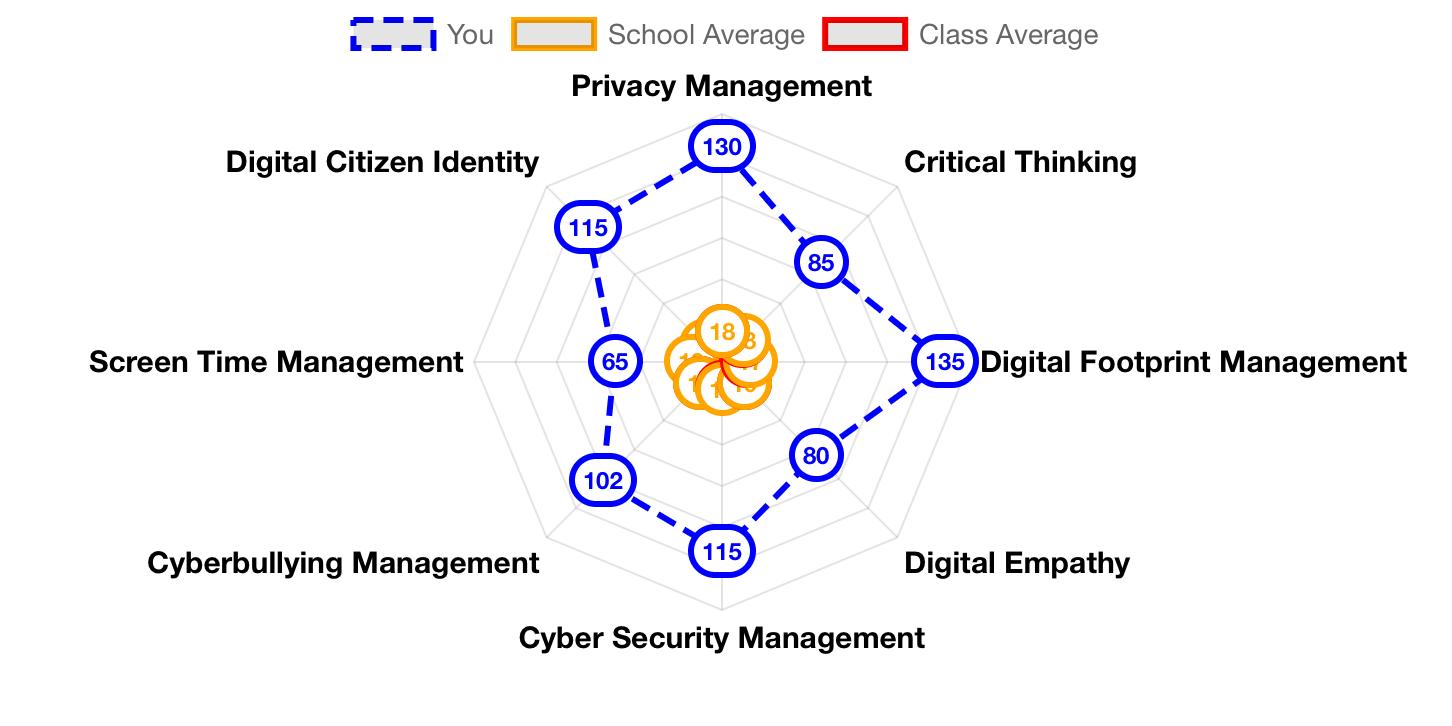 You School Average Class Average
Privacy Management
Digital Citizen Identity
Critical Thinking
130
115
85
18
Screen Time Management
65
135
Digital Footprint Management
80
102
115
Cyberbullying Management
Digital Empathy
Cyber Security Management